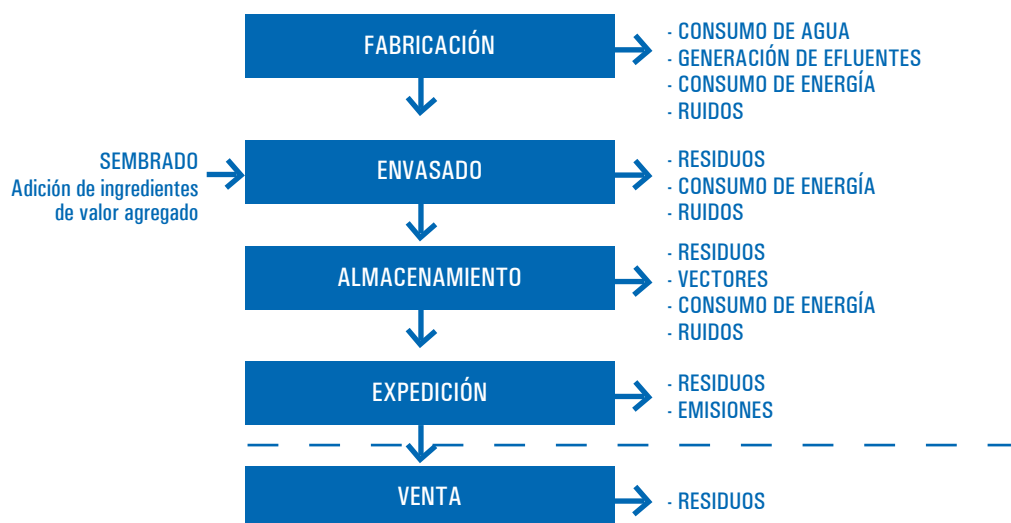 FABRICACIÓN
- CONSUMO DE AGUA
- GENERACIÓN DE EFLUENTES
- CONSUMO DE ENERGÍA
- RUIDOS
SEMBRADO
Adición de ingredientes
de valor agregado
ENVASADO
- RESIDUOS
- CONSUMO DE ENERGÍA
- RUIDOS
ALMACENAMIENTO
- RESIDUOS
- VECTORES
- CONSUMO DE ENERGÍA
- RUIDOS
EXPEDICIÓN
- RESIDUOS
- EMISIONES
VENTA
- RESIDUOS